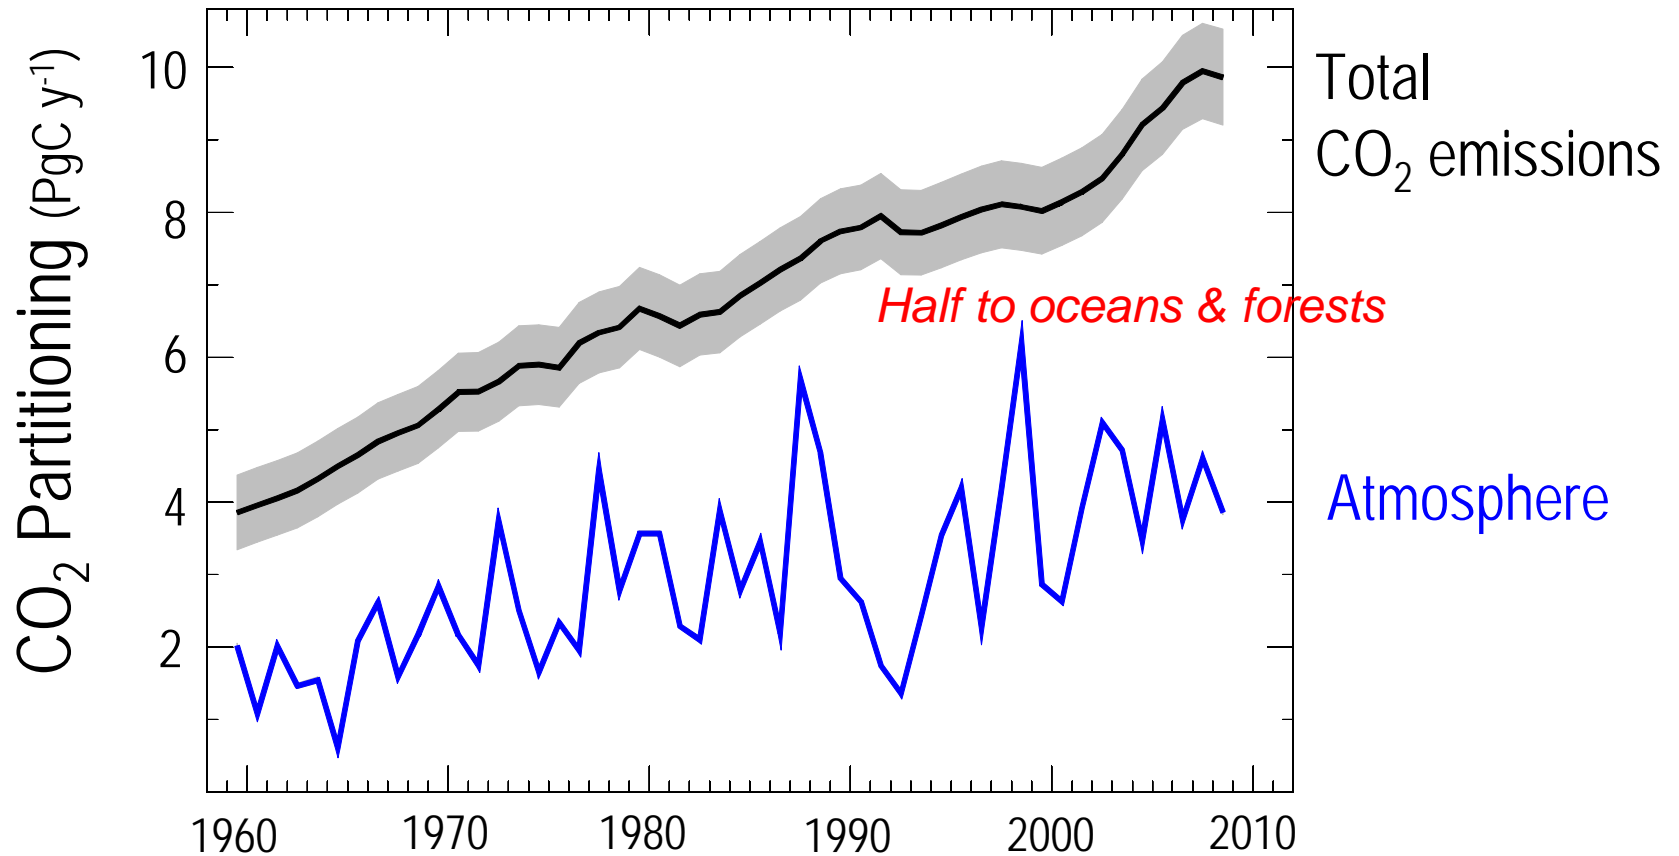 CO₂ Partitioning (PgC y⁻¹)
10
8
6
4
2
1960 1970 1980 1990 2000 2010
Total
CO₂ emissions
Half to oceans & forests
Atmosphere